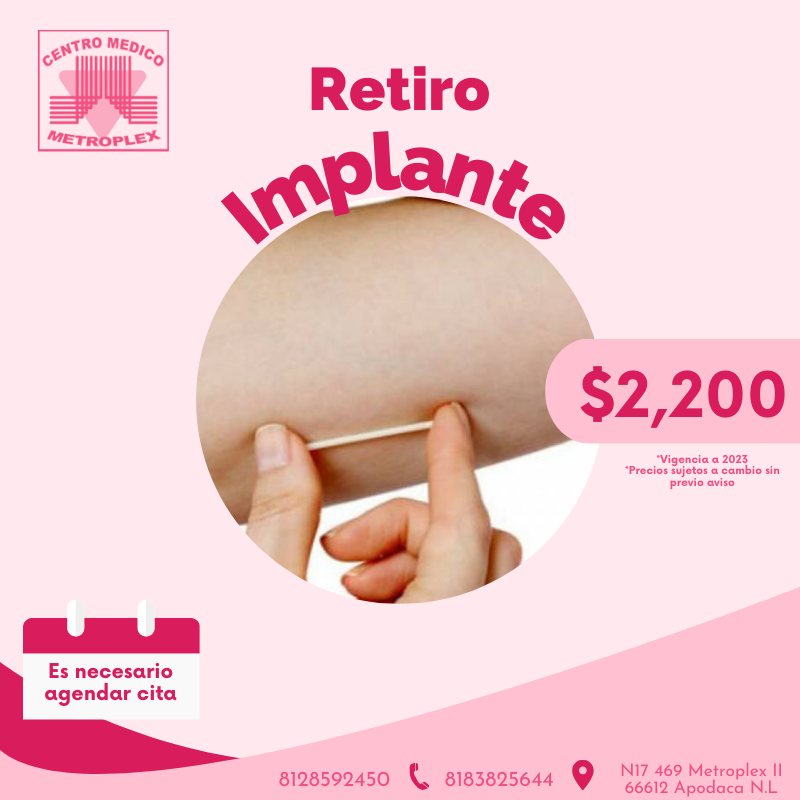 CENTRO MEDICO
METROPLEX
Retiro
Implante
$2,200
*Vigencia a 2023
*Precios sujetos a cambio sin
previo aviso
Es necesario
agendar cita
8128592450 8183825644
N17 469 Metroplex II
66612 Apodaca N.L